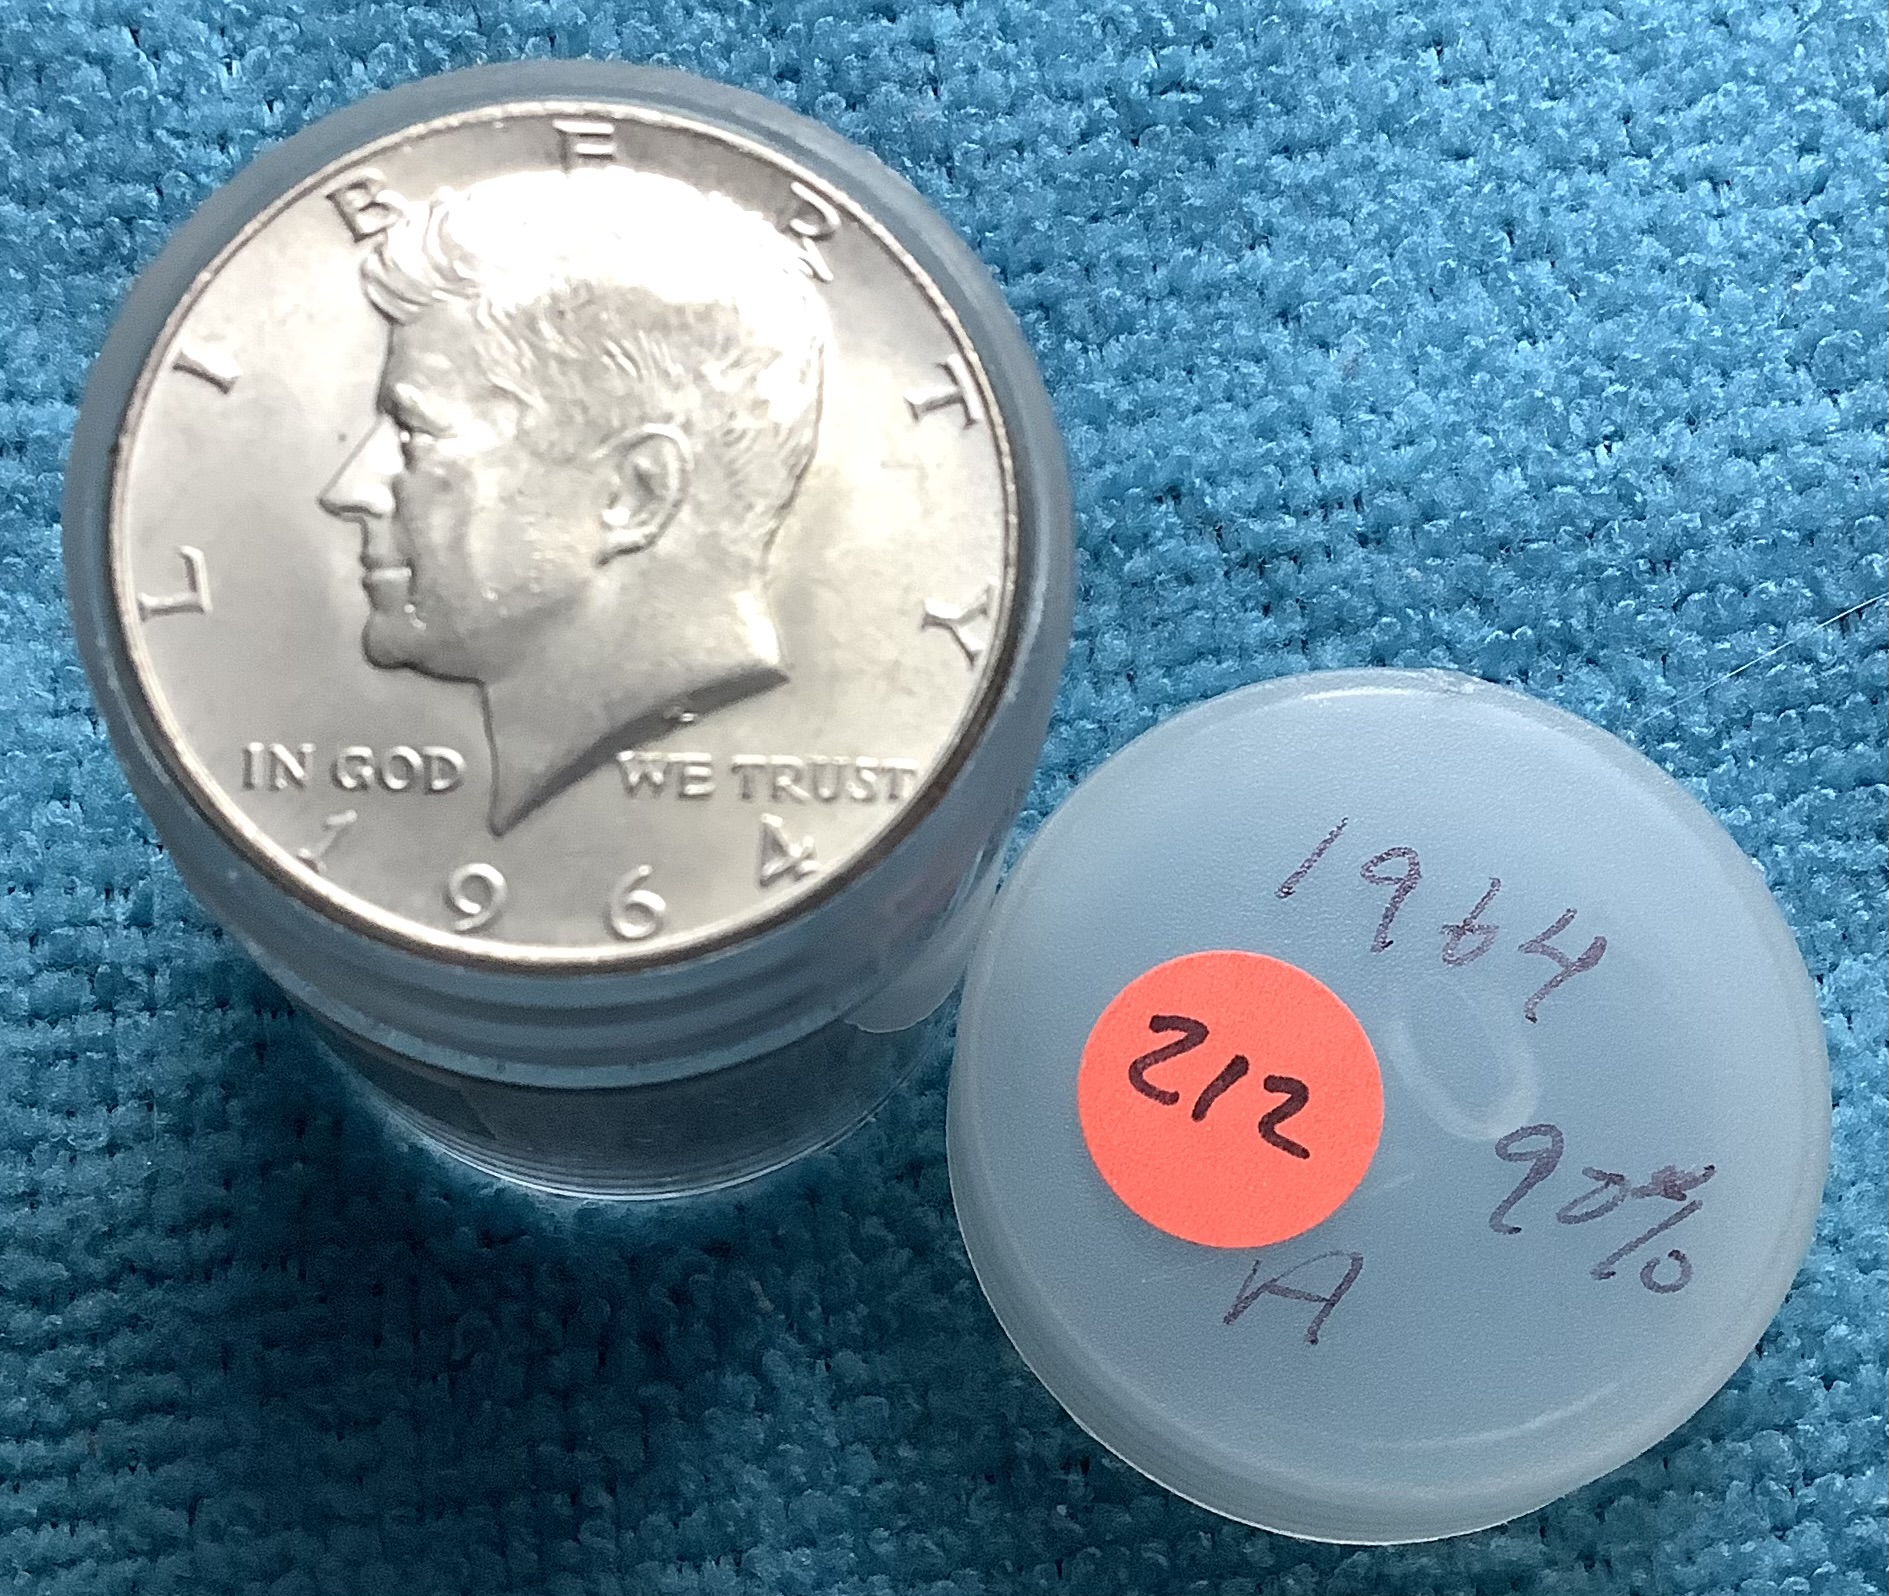 LIBERTY
IN GOD WE TRUST
1964
1964
212
90%
A